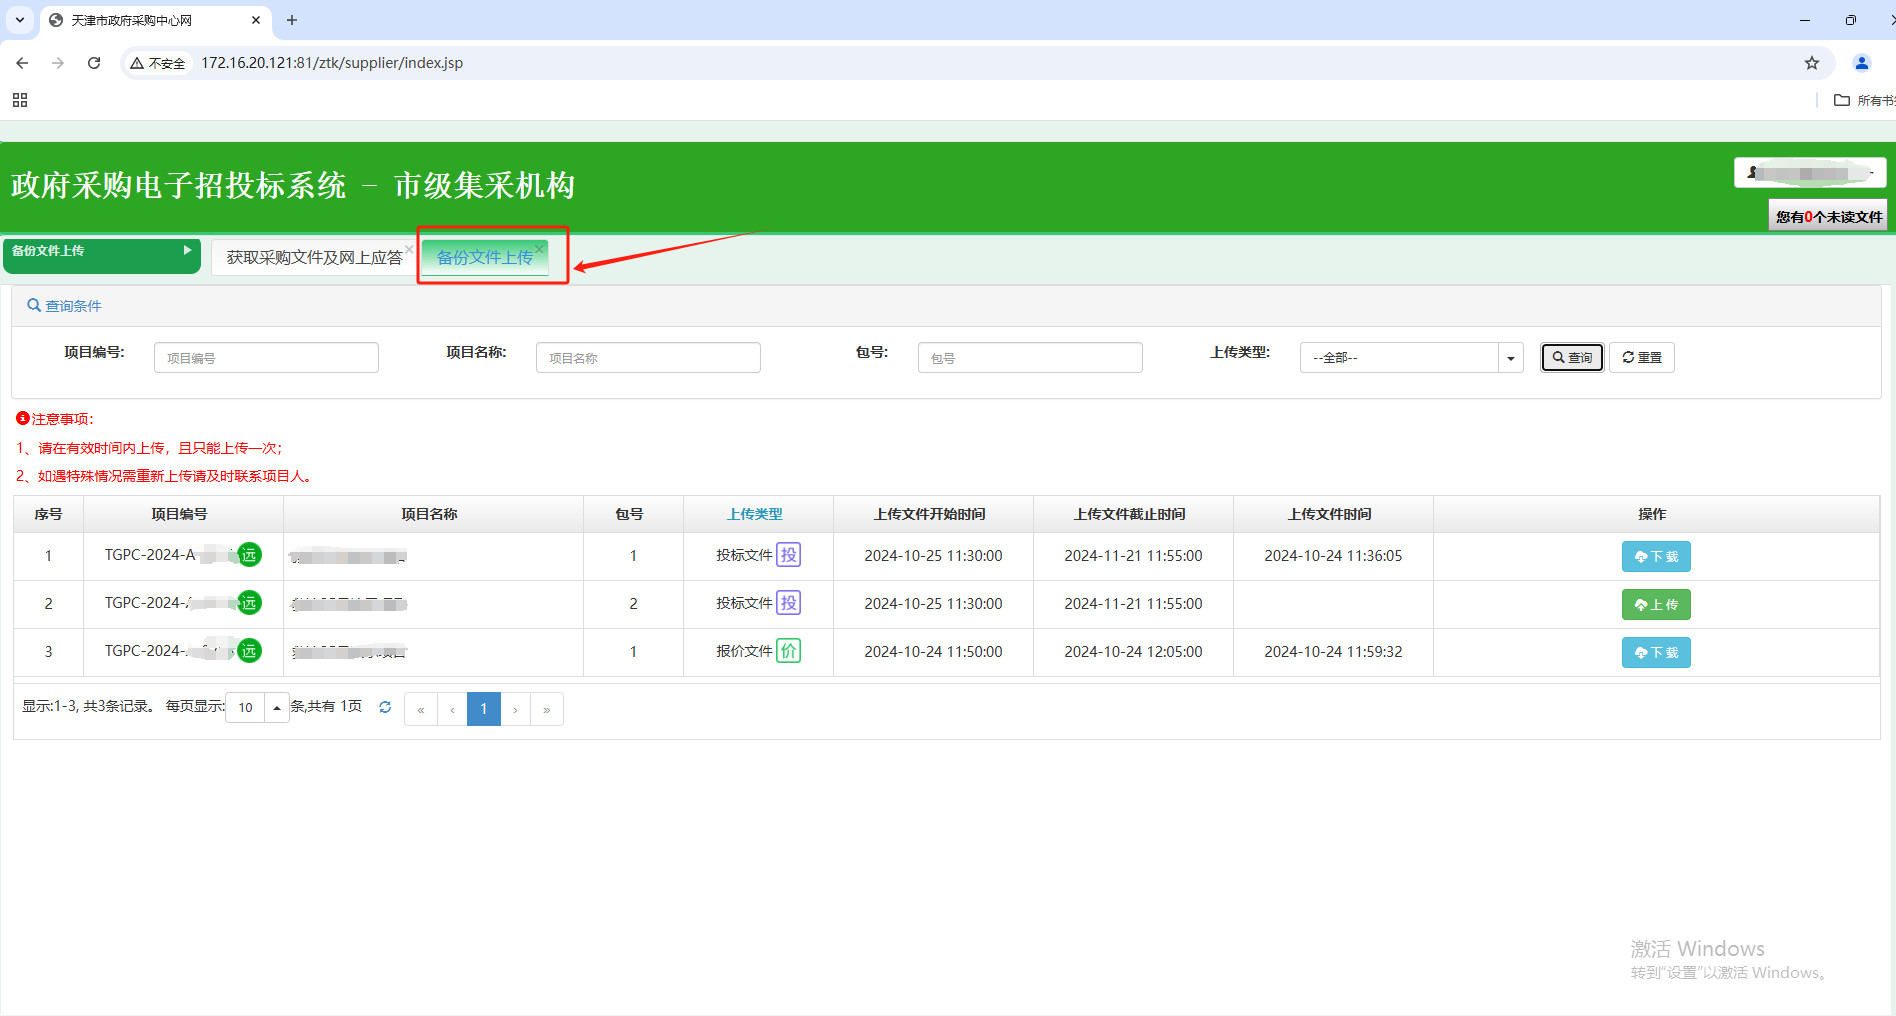 天津市政府采购中心网
不安全 172.16.20.121:81/ztk/supplier/index.jsp
所有书
政府采购电子招投标系统 － 市级集采机构
您有0个未读文件
备份文件上传
获取采购文件及网上应答
备份文件上传
查询条件
项目编号: 项目编号 项目名称: 项目名称 包号: 包号 上传类型: --全部-- 查询 重置
注意事项:
1、请在有效时间内上传，且只能上传一次;
2、如遇特殊情况需重新上传请及时联系项目人。
序号 项目编号 项目名称 包号 上传类型 上传文件开始时间 上传文件截止时间 上传文件时间 操作
1 TGPC-2024-A 远 1 投标文件 投 2024-10-25 11:30:00 2024-11-21 11:55:00 2024-10-24 11:36:05 下载
2 TGPC-2024- 远 2 投标文件 投 2024-10-25 11:30:00 2024-11-21 11:55:00 上传
3 TGPC-2024- 远 1 报价文件 价 2024-10-24 11:50:00 2024-10-24 12:05:00 2024-10-24 11:59:32 下载
显示:1-3, 共3条记录。 每页显示: 10 条,共有 1页 « ‹ 1 › »
激活 Windows
转到"设置"以激活 Windows。